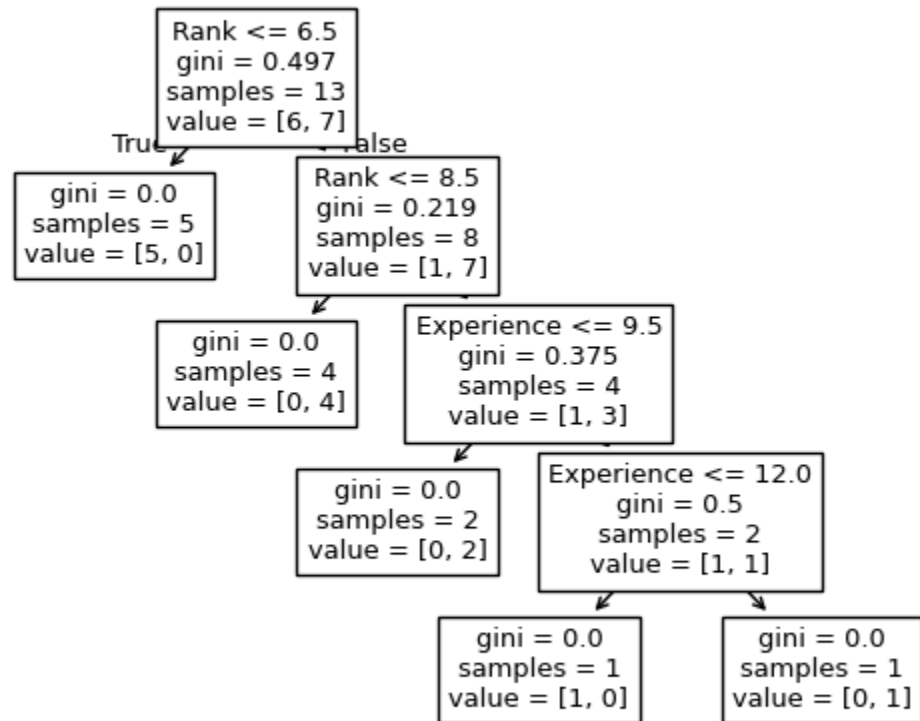 Rank <= 6.5
gini = 0.497
samples = 13
value = [6, 7]
True
False
gini = 0.0
samples = 5
value = [5, 0]
Rank <= 8.5
gini = 0.219
samples = 8
value = [1, 7]
gini = 0.0
samples = 4
value = [0, 4]
Experience <= 9.5
gini = 0.375
samples = 4
value = [1, 3]
gini = 0.0
samples = 2
value = [0, 2]
Experience <= 12.0
gini = 0.5
samples = 2
value = [1, 1]
gini = 0.0
samples = 1
value = [1, 0]
gini = 0.0
samples = 1
value = [0, 1]